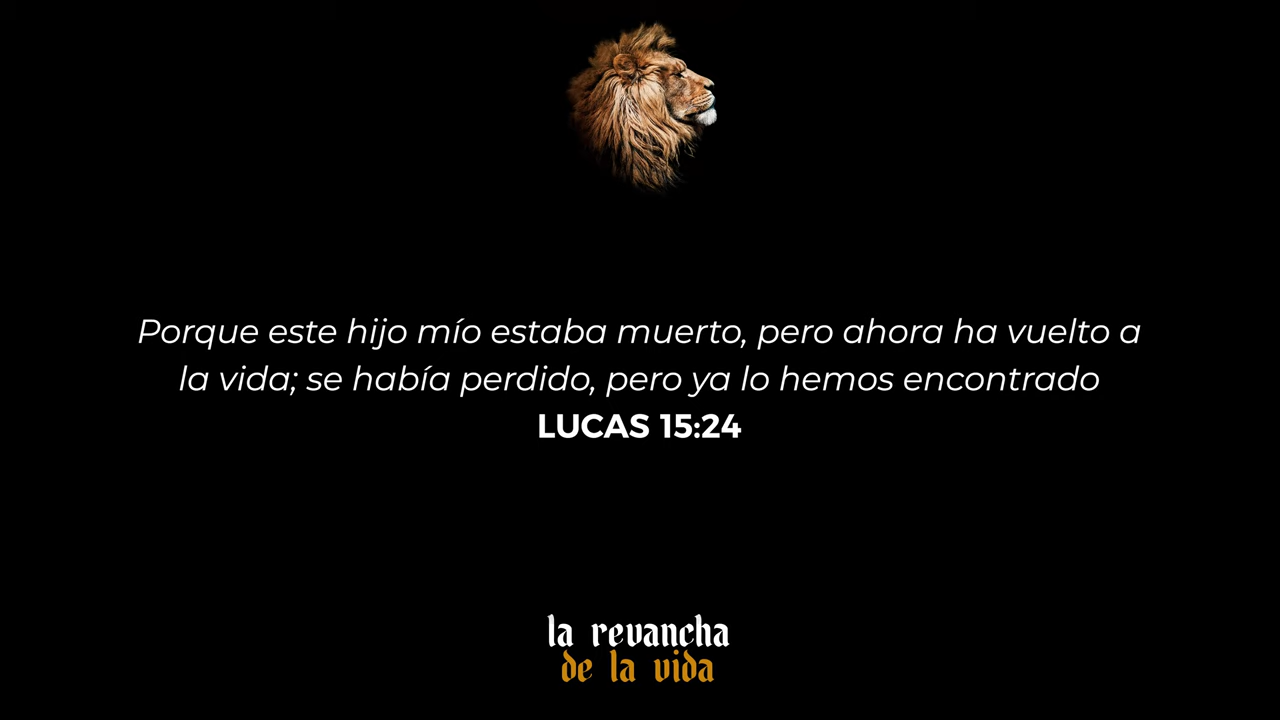 Porque este hijo mío estaba muerto, pero ahora ha vuelto a
la vida; se había perdido, pero ya lo hemos encontrado
LUCAS 15:24
la revancha
de la vida